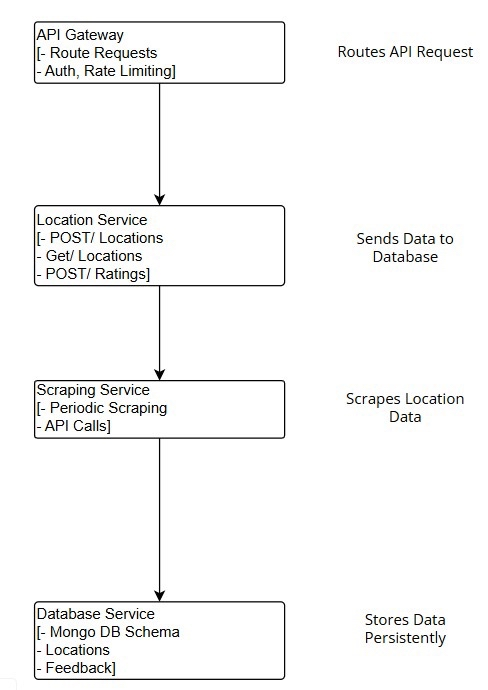 API Gateway
[- Route Requests
- Auth, Rate Limiting]
Routes API Request
Location Service
[- POST/ Locations
- Get/ Locations
- POST/ Ratings]
Sends Data to
Database
Scraping Service
[- Periodic Scraping
- API Calls]
Scrapes Location
Data
Database Service
[- Mongo DB Schema
- Locations
- Feedback]
Stores Data
Persistently